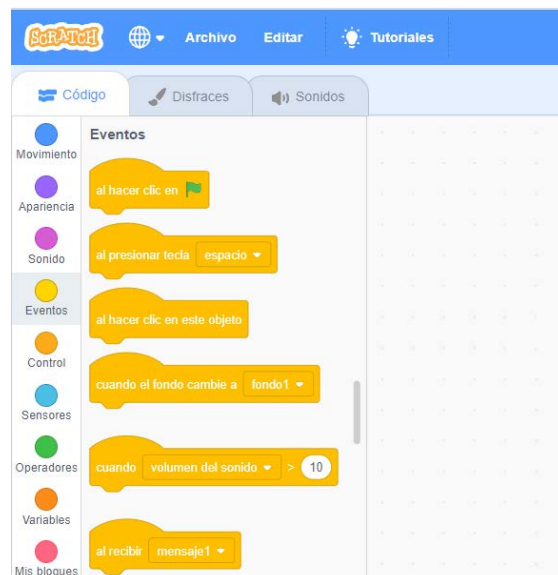 SCRATCH Archivo Editar Tutoriales
Código Disfraces Sonidos
Movimiento
Apariencia
Sonido
Eventos
Control
Sensores
Operadores
Variables
Mis bloques
Eventos
al hacer clic en
al presionar tecla espacio
al hacer clic en este objeto
cuando el fondo cambie a fondo1
cuando volumen del sonido > 10
al recibir mensaje1